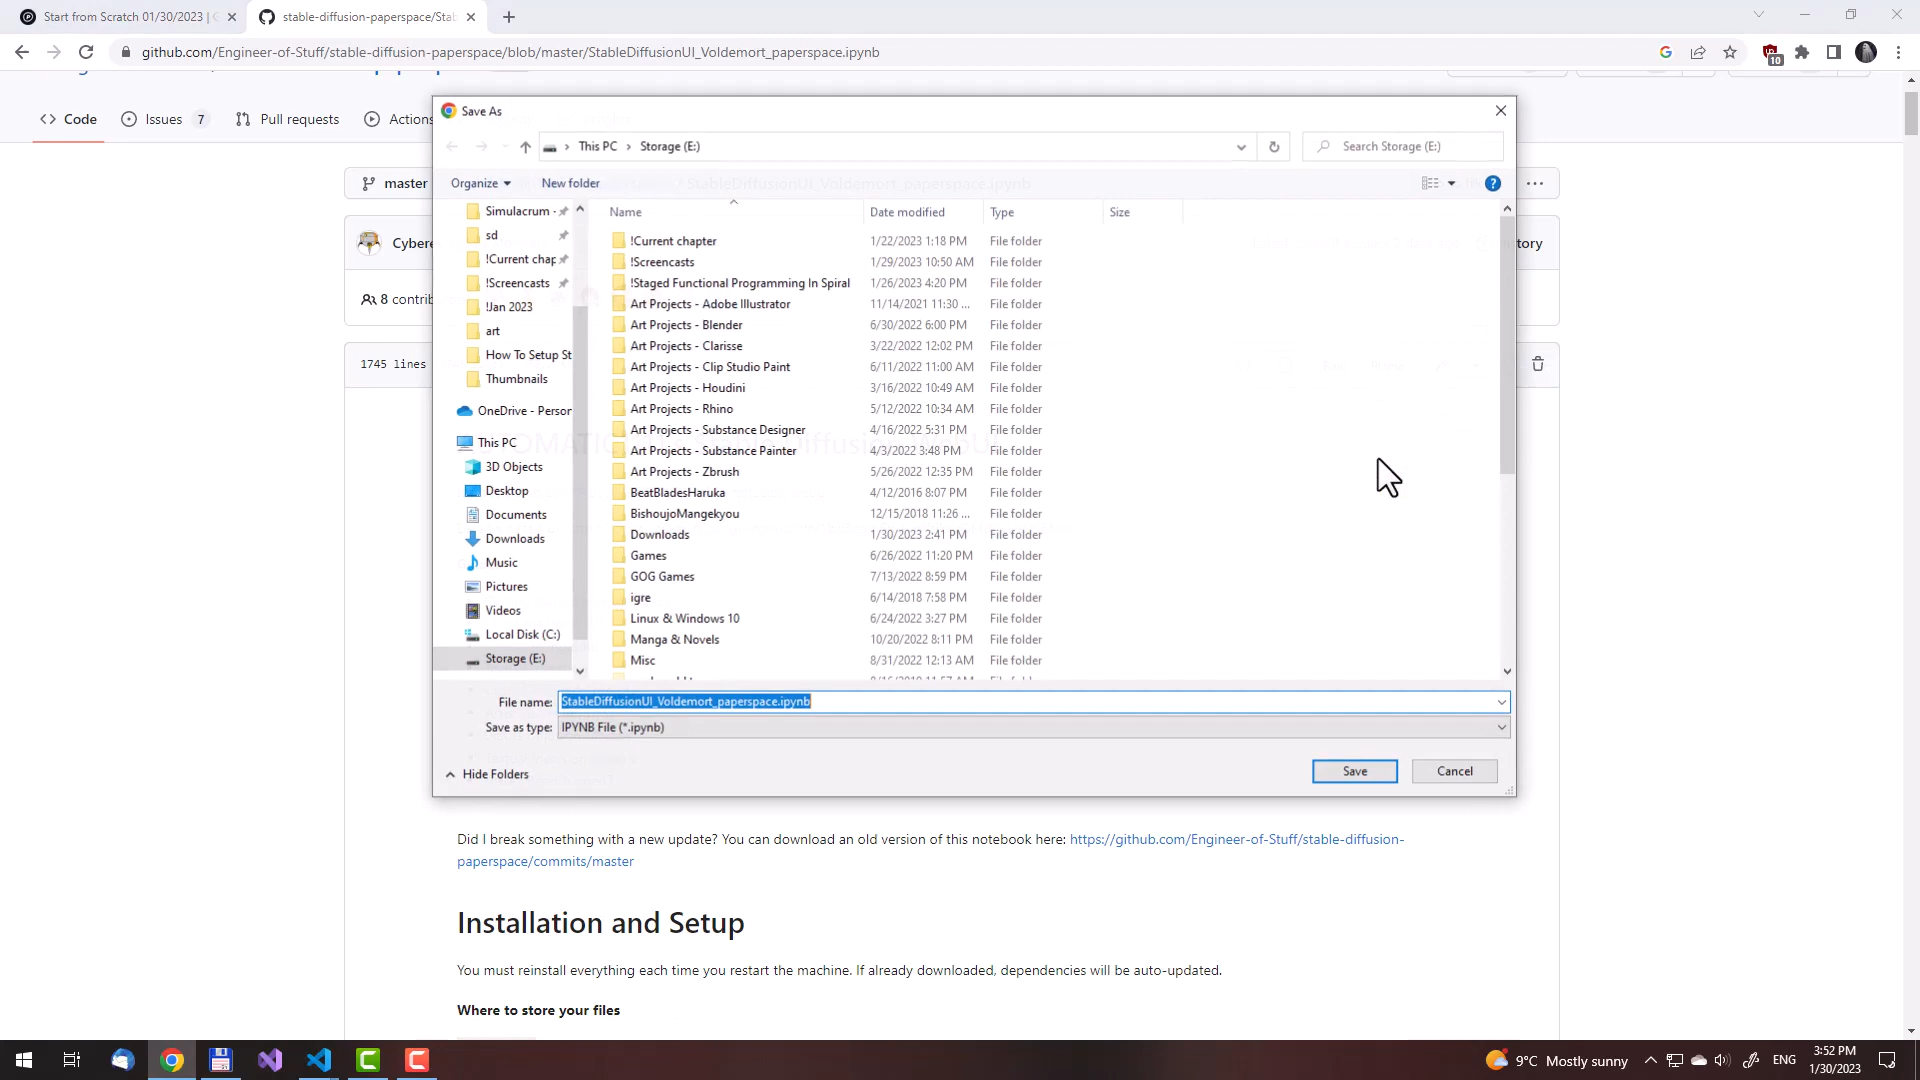 Start from Scratch 01/30/2023 | G
stable-diffusion-paperspace/Stab
github.com/Engineer-of-Stuff/stable-diffusion-paperspace/blob/master/StableDiffusionUI_Voldemort_paperspace.ipynb
10
Code
Issues 7
Pull requests
Actions
master
Cybere
tory
8 contrib
1745 lines
Save As
This PC
Storage (E:)
Search Storage (E:)
Organize
New folder
StableDiffusionUI_Voldemort_paperspace.ipynb
Simulacrum -
sd
!Current chap
!Screencasts
!Jan 2023
art
How To Setup St
Thumbnails
OneDrive - Person
This PC
3D Objects
Desktop
Documents
Downloads
Music
Pictures
Videos
Local Disk (C:)
Storage (E:)
Name Date modified Type Size
!Current chapter 1/22/2023 1:18 PM File folder
!Screencasts 1/29/2023 10:50 AM File folder
!Staged Functional Programming In Spiral 1/26/2023 4:20 PM File folder
Art Projects - Adobe Illustrator 11/14/2021 11:30 ... File folder
Art Projects - Blender 6/30/2022 6:00 PM File folder
Art Projects - Clarisse 3/22/2022 12:02 PM File folder
Art Projects - Clip Studio Paint 6/11/2022 11:00 AM File folder
Art Projects - Houdini 3/16/2022 10:49 AM File folder
Art Projects - Rhino 5/12/2022 10:34 AM File folder
Art Projects - Substance Designer 4/16/2022 5:31 PM File folder
Art Projects - Substance Painter 4/3/2022 3:48 PM File folder
Art Projects - Zbrush 5/26/2022 12:35 PM File folder
BeatBladesHaruka 4/12/2016 8:07 PM File folder
BishoujoMangekyou 12/15/2018 11:26 ... File folder
Downloads 1/30/2023 2:41 PM File folder
Games 6/26/2022 11:20 PM File folder
GOG Games 7/13/2022 8:59 PM File folder
igre 6/14/2018 7:58 PM File folder
Linux & Windows 10 6/24/2022 3:27 PM File folder
Manga & Novels 10/20/2022 8:11 PM File folder
Misc 8/31/2022 12:13 AM File folder
File name: StableDiffusionUI_Voldemort_paperspace.ipynb
Save as type: IPYNB File (*.ipynb)
Hide Folders
Save
Cancel
Did I break something with a new update? You can download an old version of this notebook here: https://github.com/Engineer-of-Stuff/stable-diffusion-
paperspace/commits/master
Installation and Setup
You must reinstall everything each time you restart the machine. If already downloaded, dependencies will be auto-updated.
Where to store your files
9°C Mostly sunny
ENG
3:52 PM
1/30/2023